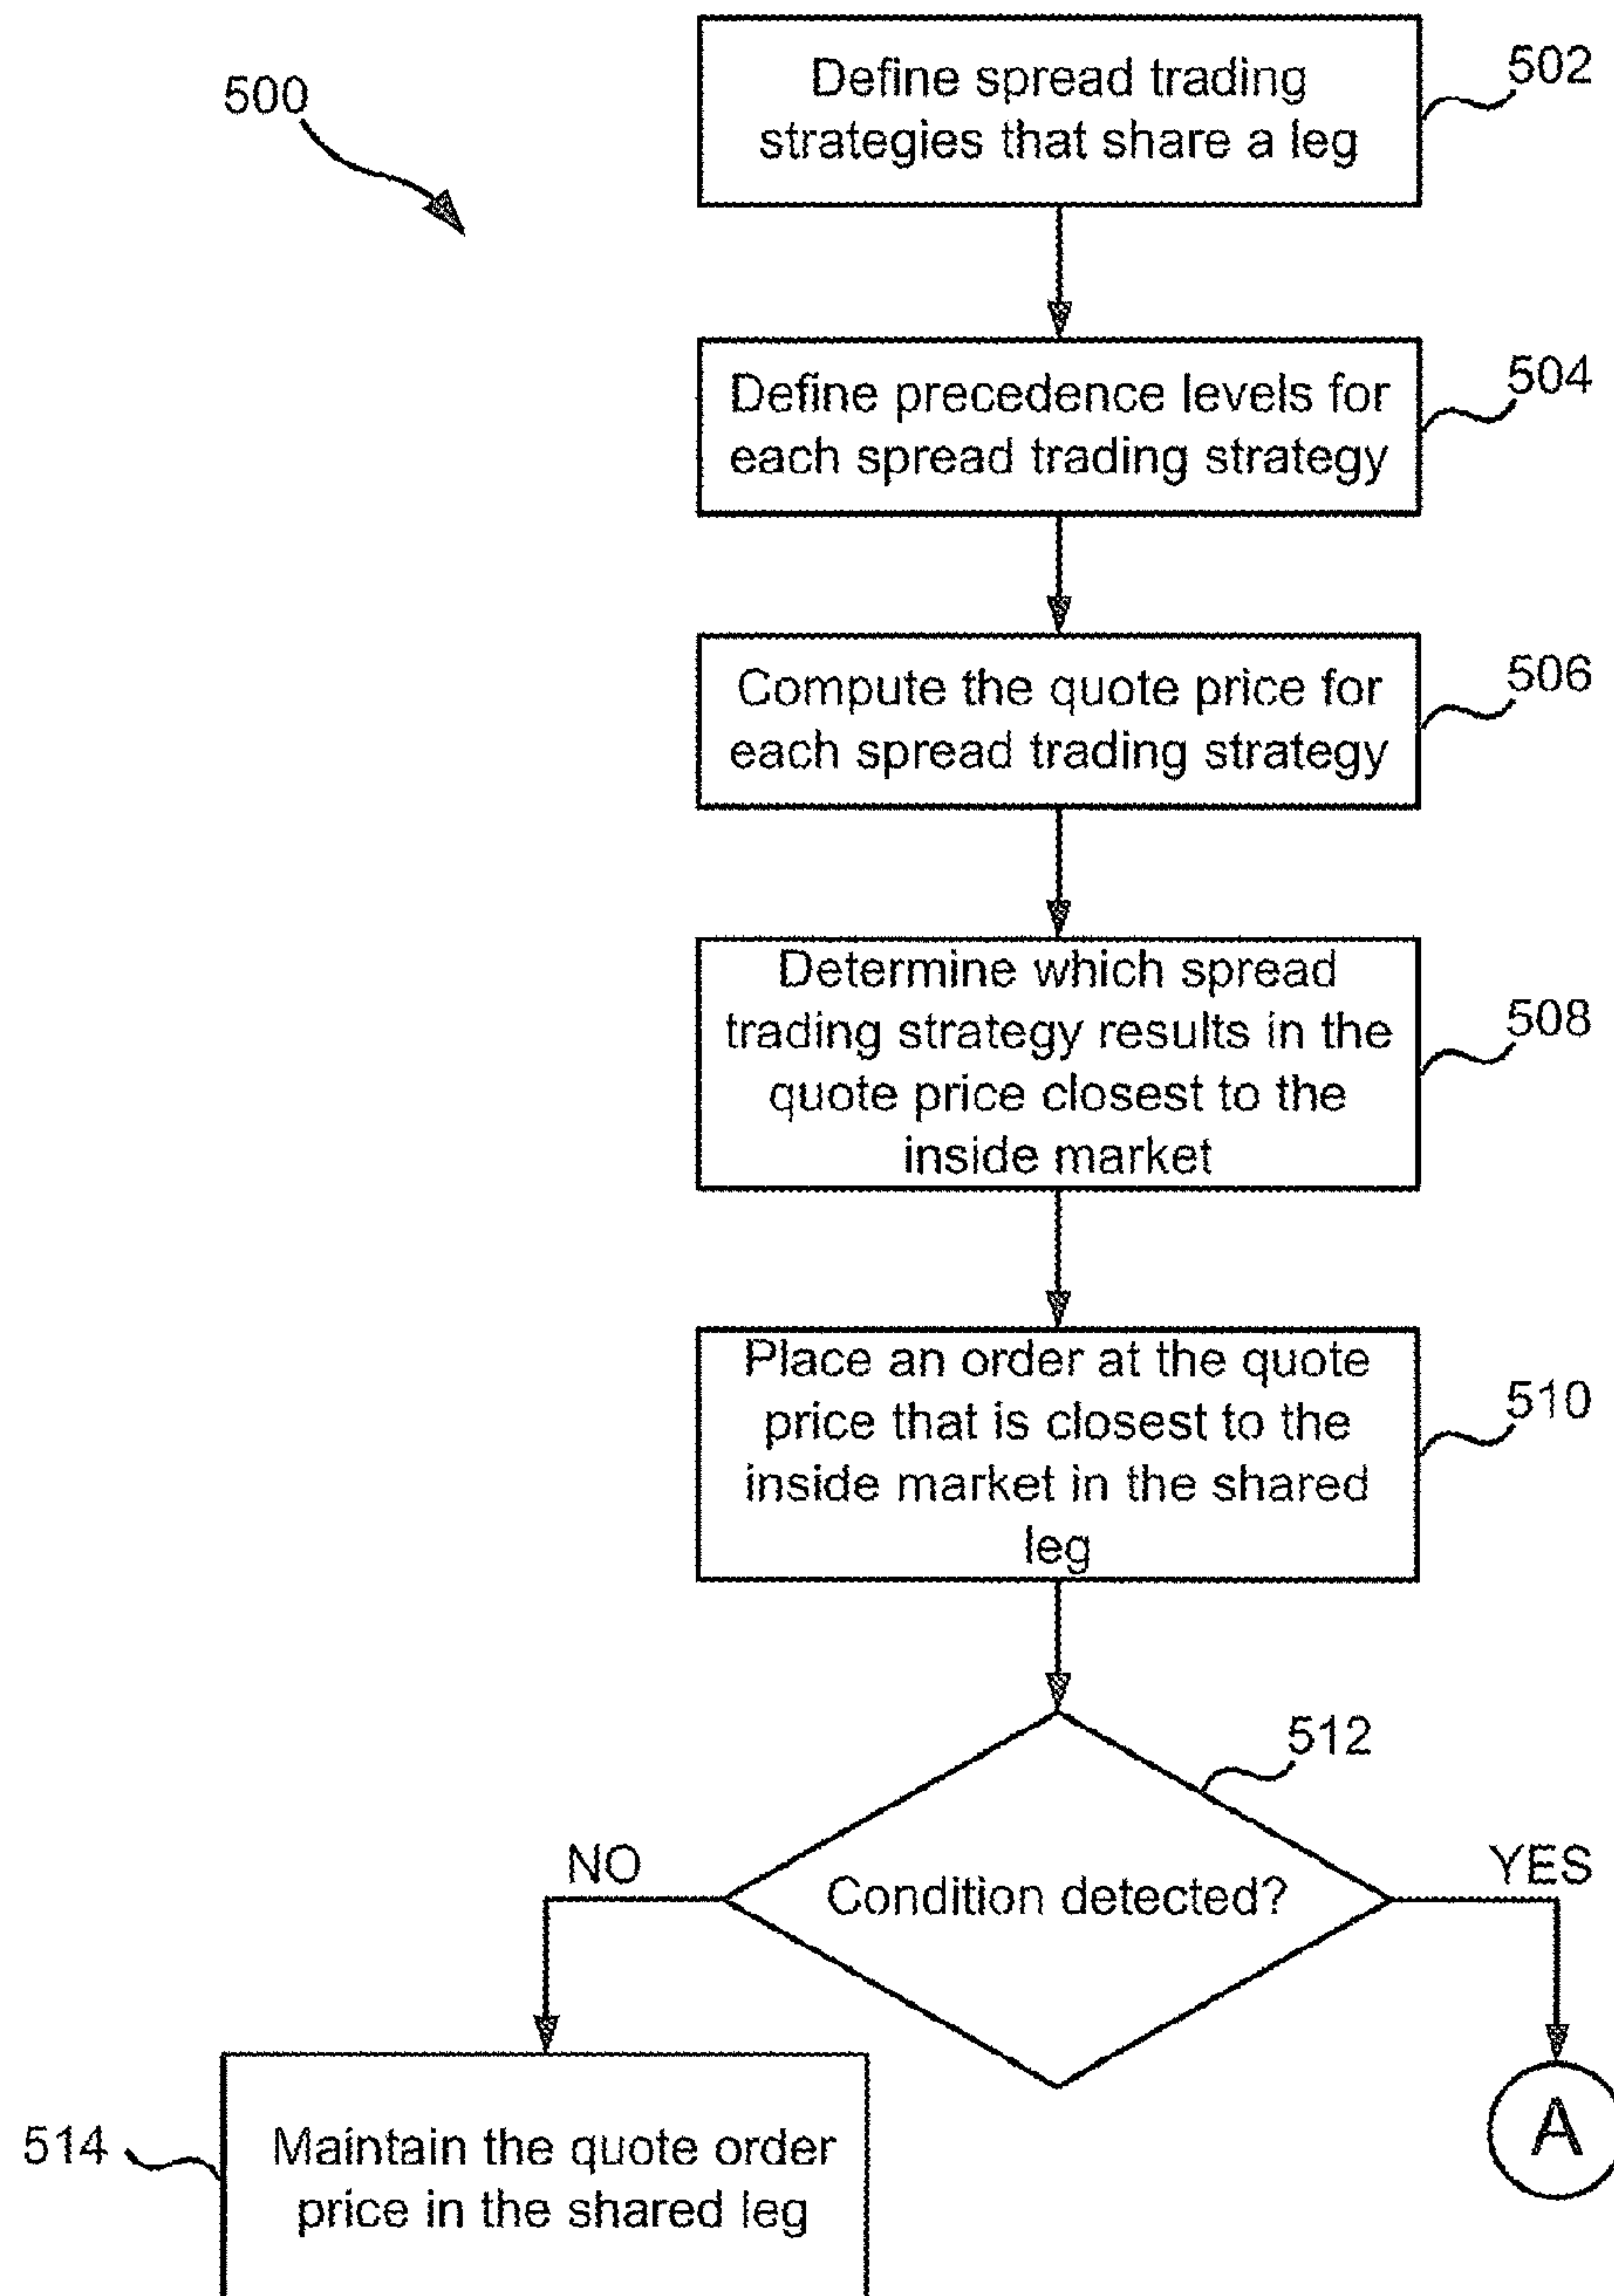 500
Define spread trading
strategies that share a leg
502
Define precedence levels for
each spread trading strategy
504
Compute the quote price for
each spread trading strategy
506
Determine which spread
trading strategy results in the
quote price closest to the
inside market
508
Place an order at the quote
price that is closest to the
inside market in the shared
leg
510
512
Condition detected?
NO
YES
514
Maintain the quote order
price in the shared leg
A